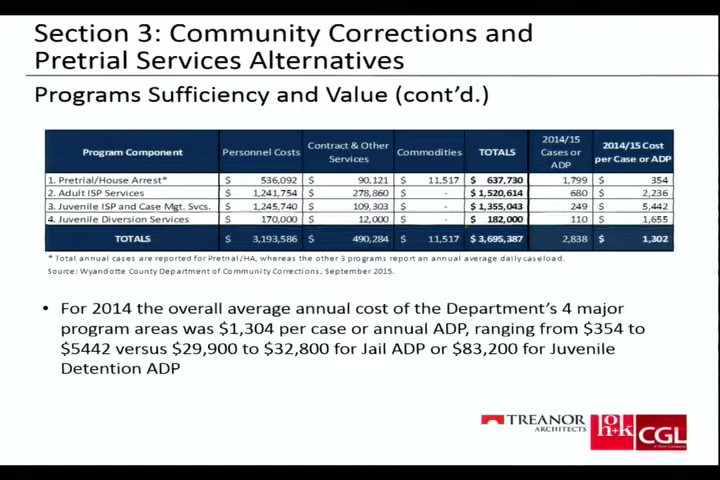 Section 3: Community Corrections and
Pretrial Services Alternatives
Programs Sufficiency and Value (cont’d.)
Program Component Personnel Costs Contract & Other Services Commodities TOTALS 2014/15 Cases or ADP 2014/15 Cost per Case or ADP
1. Pretrial/House Arrest* $ 536,092 $ 90,121 $ 11,517 $ 637,730 1,799 $ 354
2. Adult ISP Services $ 1,241,754 $ 278,860 $ - $ 1,520,614 680 $ 2,236
3. Juvenile ISP and Case Mgt. Svcs. $ 1,245,740 $ 109,303 $ - $ 1,355,043 249 $ 5,442
4. Juvenile Diversion Services $ 170,000 $ 12,000 $ - $ 182,000 110 $ 1,655
TOTALS $ 3,193,586 $ 490,284 $ 11,517 $ 3,695,387 2,838 $ 1,302
* Total annual cases are reported for Pretrial/HA, whereas the other 3 programs report an annual average daily caseload.
Source: Wyandotte County Department of Community Corrections, September 2015.
• For 2014 the overall average annual cost of the Department’s 4 major
program areas was $1,304 per case or annual ADP, ranging from $354 to
$5442 versus $29,900 to $32,800 for Jail ADP or $83,200 for Juvenile
Detention ADP
TREANOR
ARCHITECTS
hok
CGL